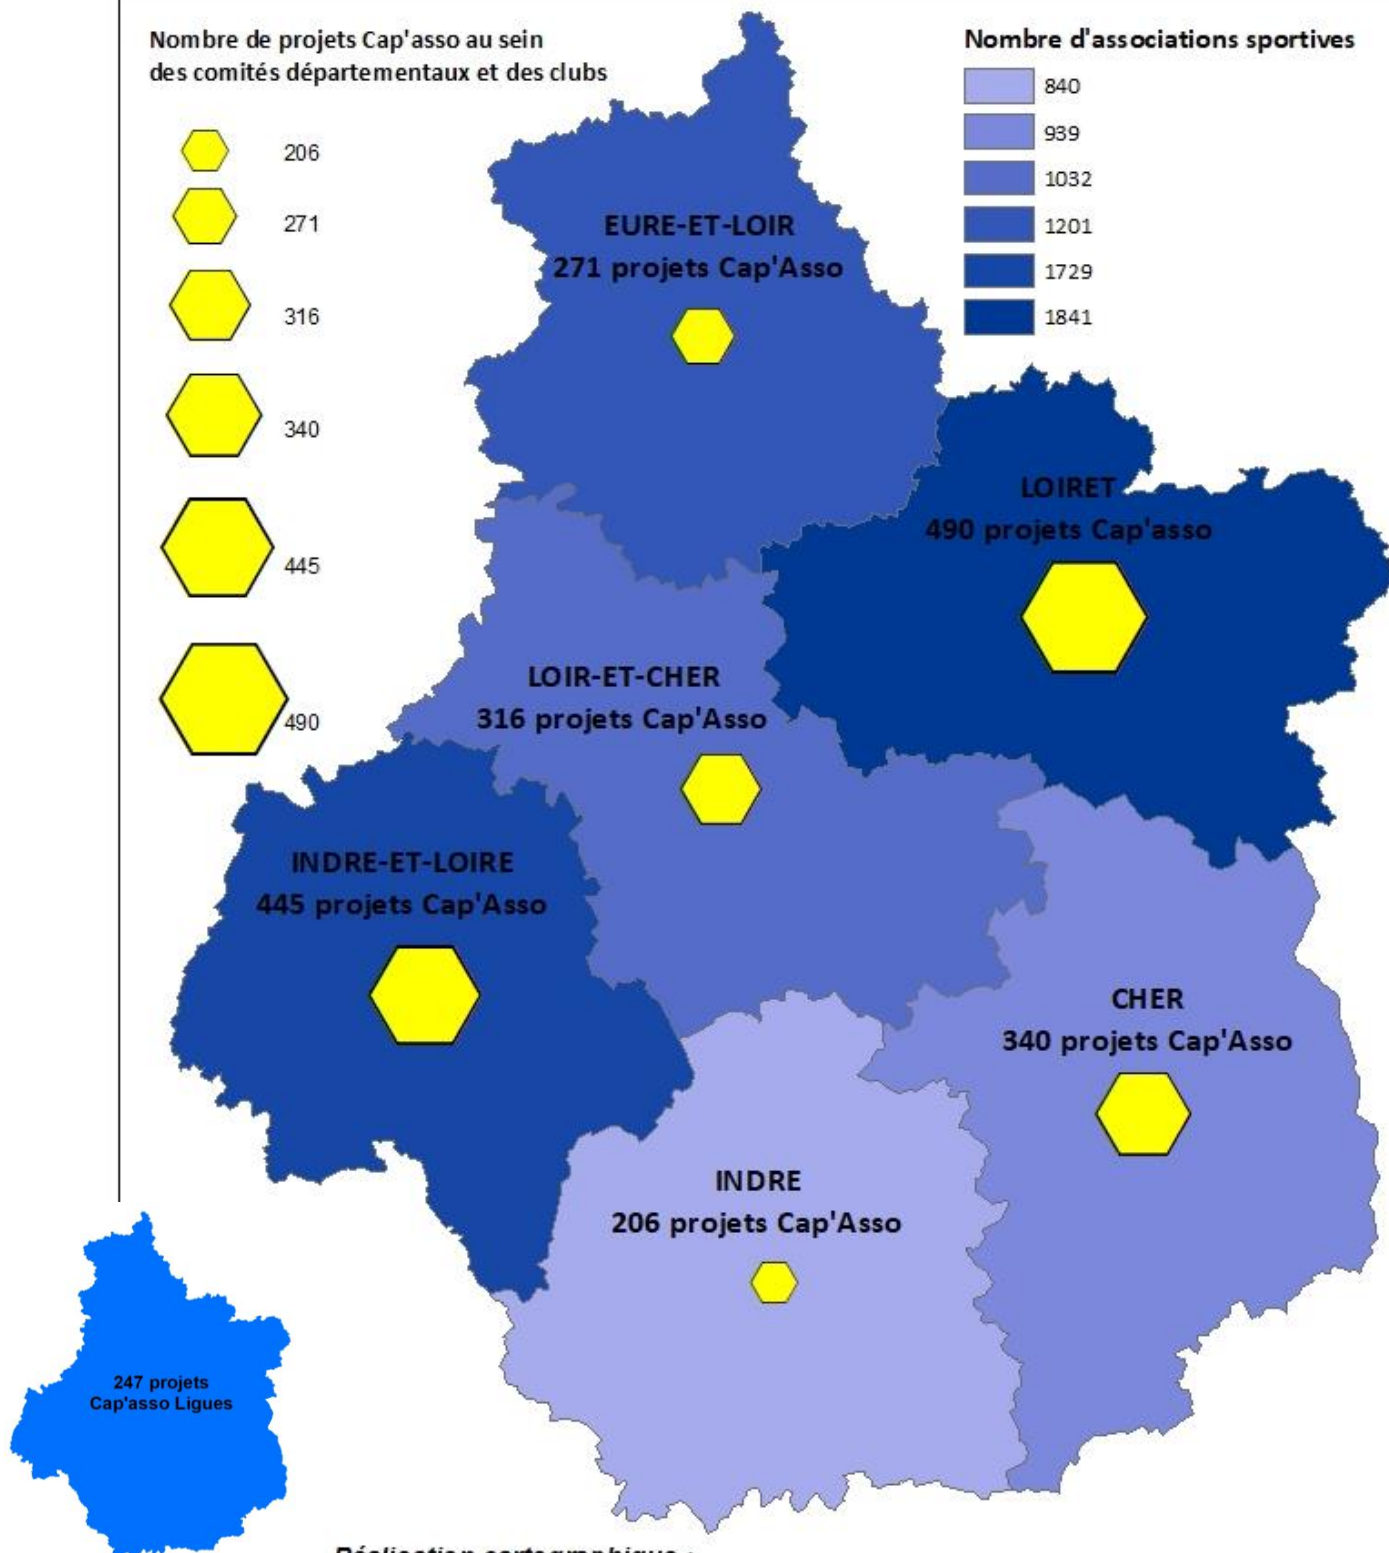 Nombre de projets Cap'asso au sein
des comités départementaux et des clubs
206
271
316
340
445
490
Nombre d'associations sportives
840
939
1032
1201
1729
1841
EURE-ET-LOIR
271 projets Cap'Asso
LOIRET
490 projets Cap'asso
LOIR-ET-CHER
316 projets Cap'Asso
INDRE-ET-LOIRE
445 projets Cap'Asso
CHER
340 projets Cap'Asso
INDRE
206 projets Cap'Asso
247 projets
Cap'asso Ligues
Réalisation cartographique :